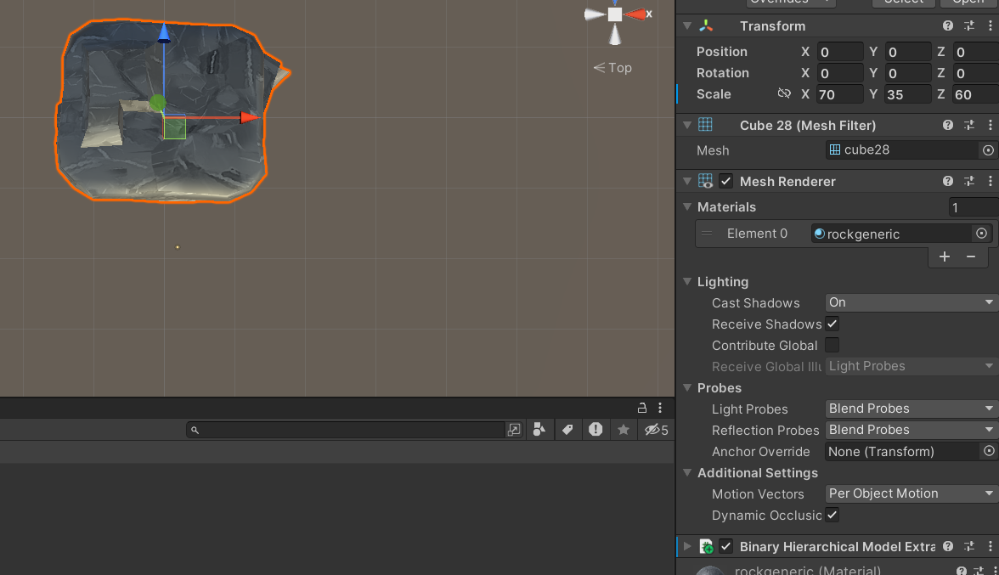 Overrides Select Open
Transform
Position X 0 Y 0 Z 0
Rotation X 0 Y 0 Z 0
Scale X 70 Y 35 Z 60
Cube 28 (Mesh Filter)
Mesh cube28
Mesh Renderer
Materials 1
Element 0 rockgeneric
Lighting
Cast Shadows On
Receive Shadows
Contribute Global
Receive Global Illu Light Probes
Probes
Light Probes Blend Probes
Reflection Probes Blend Probes
Anchor Override None (Transform)
Additional Settings
Motion Vectors Per Object Motion
Dynamic Occlusic
Binary Hierarchical Model Extra
rockgeneric (Material)
x
< Top
5